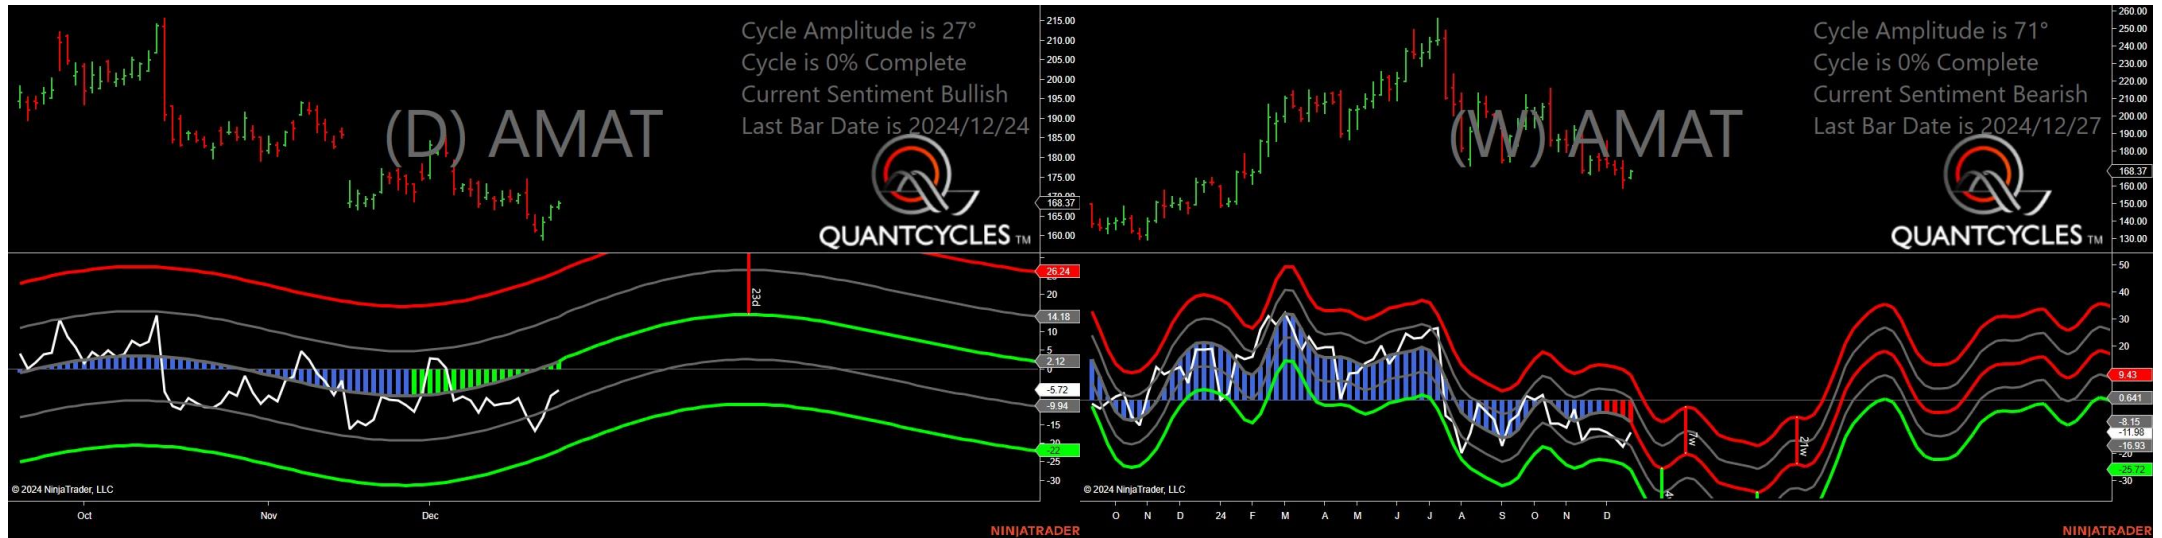 Cycle Amplitude is 27°
Cycle is 0% Complete
Current Sentiment Bullish
Last Bar Date is 2024/12/24
(D) AMAT
QUANTCYCLES TM
215.00
210.00
205.00
200.00
195.00
190.00
185.00
180.00
175.00
170.00
168.37
165.00
160.00
26.24
20
14.18
10
5
2.12
0
-5.72
-9.94
-15
-22
-25
-30
23d
© 2024 NinjaTrader, LLC
Oct Nov Dec
NINJATRADER
Cycle Amplitude is 71°
Cycle is 0% Complete
Current Sentiment Bearish
Last Bar Date is 2024/12/27
(W) AMAT
QUANTCYCLES TM
260.00
250.00
240.00
230.00
220.00
210.00
200.00
190.00
180.00
168.37
160.00
150.00
140.00
130.00
50
40
30
20
9.43
0.641
-8.15
-11.98
-16.93
-20
-25.72
-30
7w
21w
© 2024 NinjaTrader, LLC
O N D 24 F M A M J J A S O N D
NINJATRADER